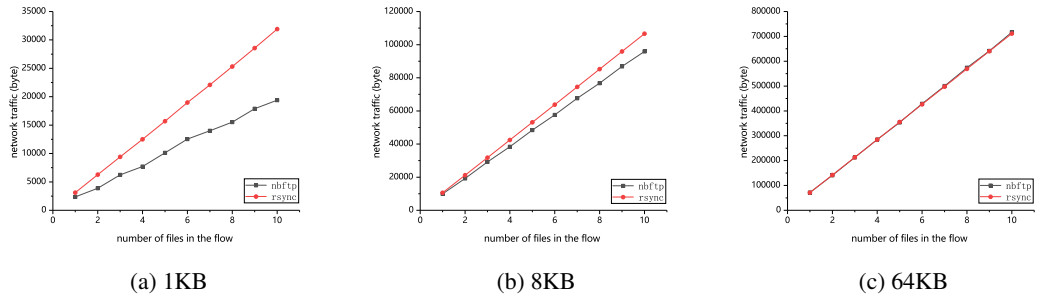 35000
30000
25000
20000
15000
10000
5000
0
network traffic (byte)
0 2 4 6 8 10
number of files in the flow
nbftp
rsync
(a) 1KB
120000
100000
80000
60000
40000
20000
0
network traffic (byte)
0 2 4 6 8 10
number of files in the flow
nbftp
rsync
(b) 8KB
800000
700000
600000
500000
400000
300000
200000
100000
0
network traffic (byte)
0 2 4 6 8 10
number of files in the flow
nbftp
rsync
(c) 64KB